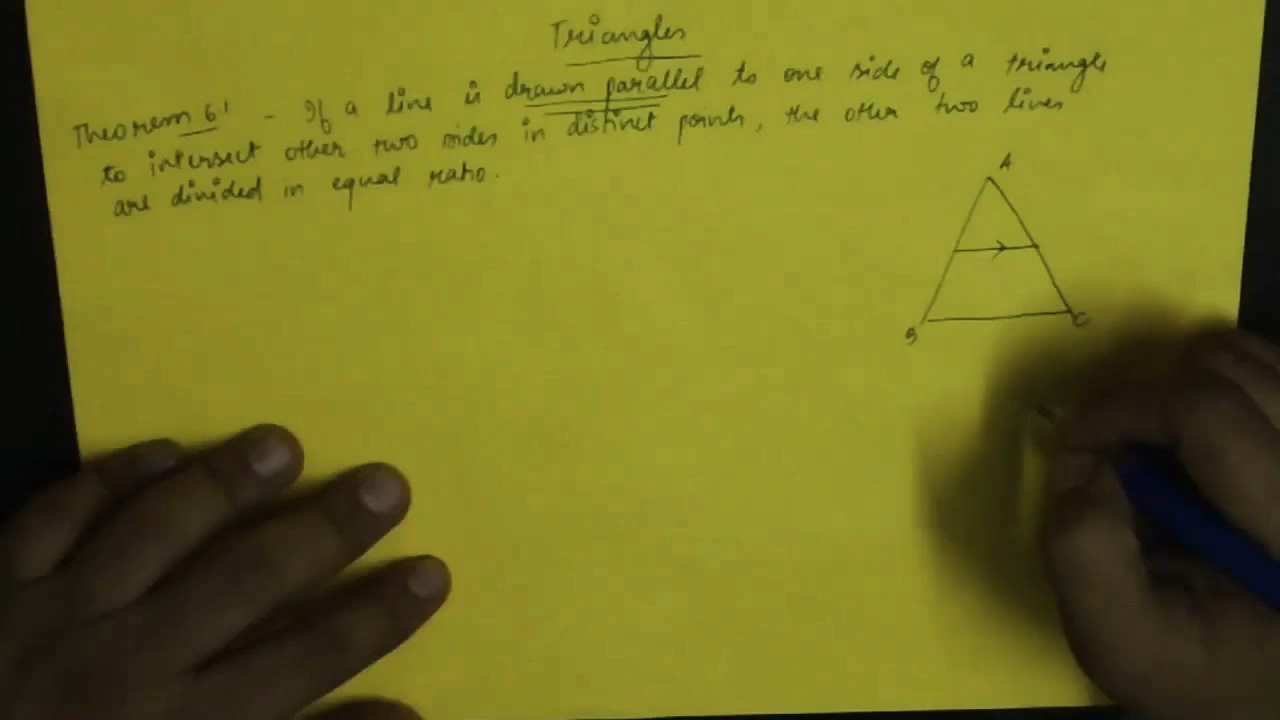 Triangles
Theorem 6.1 - If a line is drawn parallel to one side of a triangle
to intersect other two sides in distinct points, the other two lines
are divided in equal ratio.
A
B
C